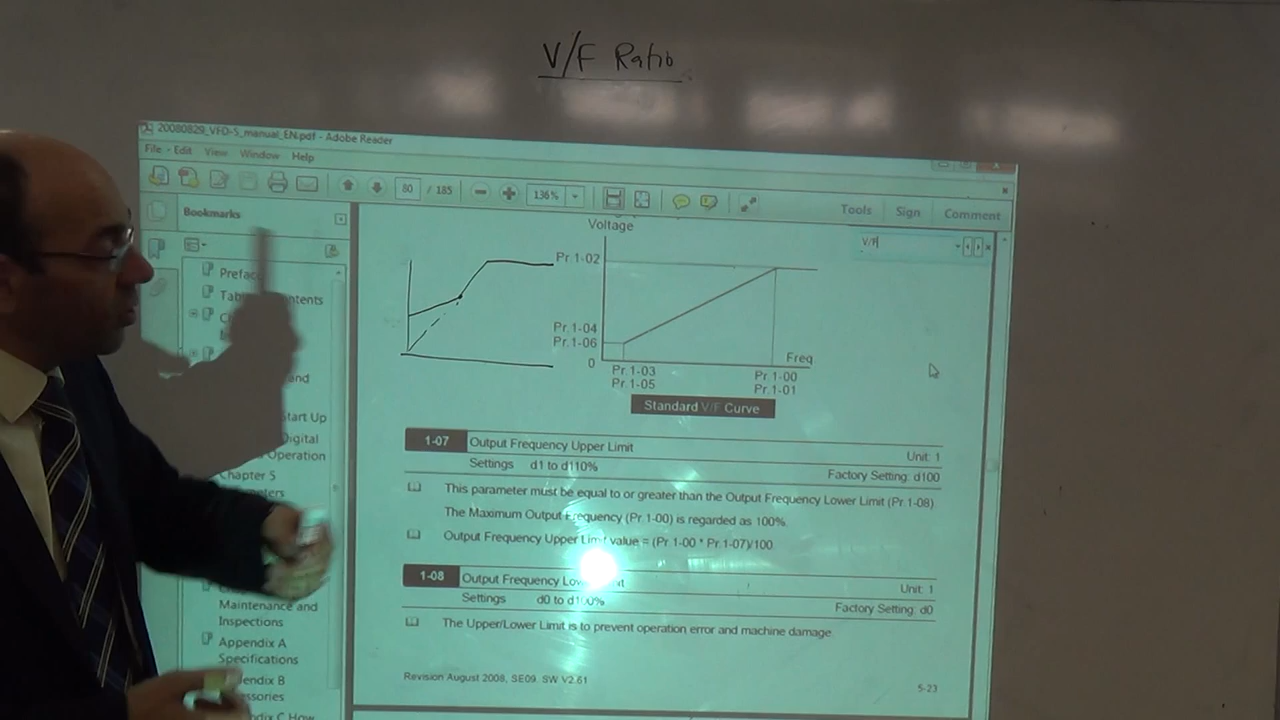 V/F Ratio
20080829_VFD-S_manual_EN.pdf - Adobe Reader
File Edit View Window Help
80 / 185 136%
Tools Sign Comment
Bookmarks
V/F
Voltage
Pr.1-02
Pr.1-04
Pr.1-06
0
Freq
Pr.1-03
Pr.1-05
Pr.1-00
Pr.1-01
Standard V/F Curve
and
Start Up
Digital
Operation
Chapter 5
Maintenance and
Inspections
Appendix A
Specifications
1-07 Output Frequency Upper Limit
Unit: 1
Settings d1 to d110%
Factory Setting: d100
This parameter must be equal to or greater than the Output Frequency Lower Limit (Pr.1-08).
The Maximum Output Frequency (Pr.1-00) is regarded as 100%.
Output Frequency Upper Limit value = (Pr.1-00 * Pr.1-07)/100.
1-08 Output Frequency
Unit: 1
Settings d0 to d100%
Factory Setting: d0
The Upper/Lower Limit is to prevent operation error and machine damage.
Revision August 2008, SE09, SW V2.61
5-23